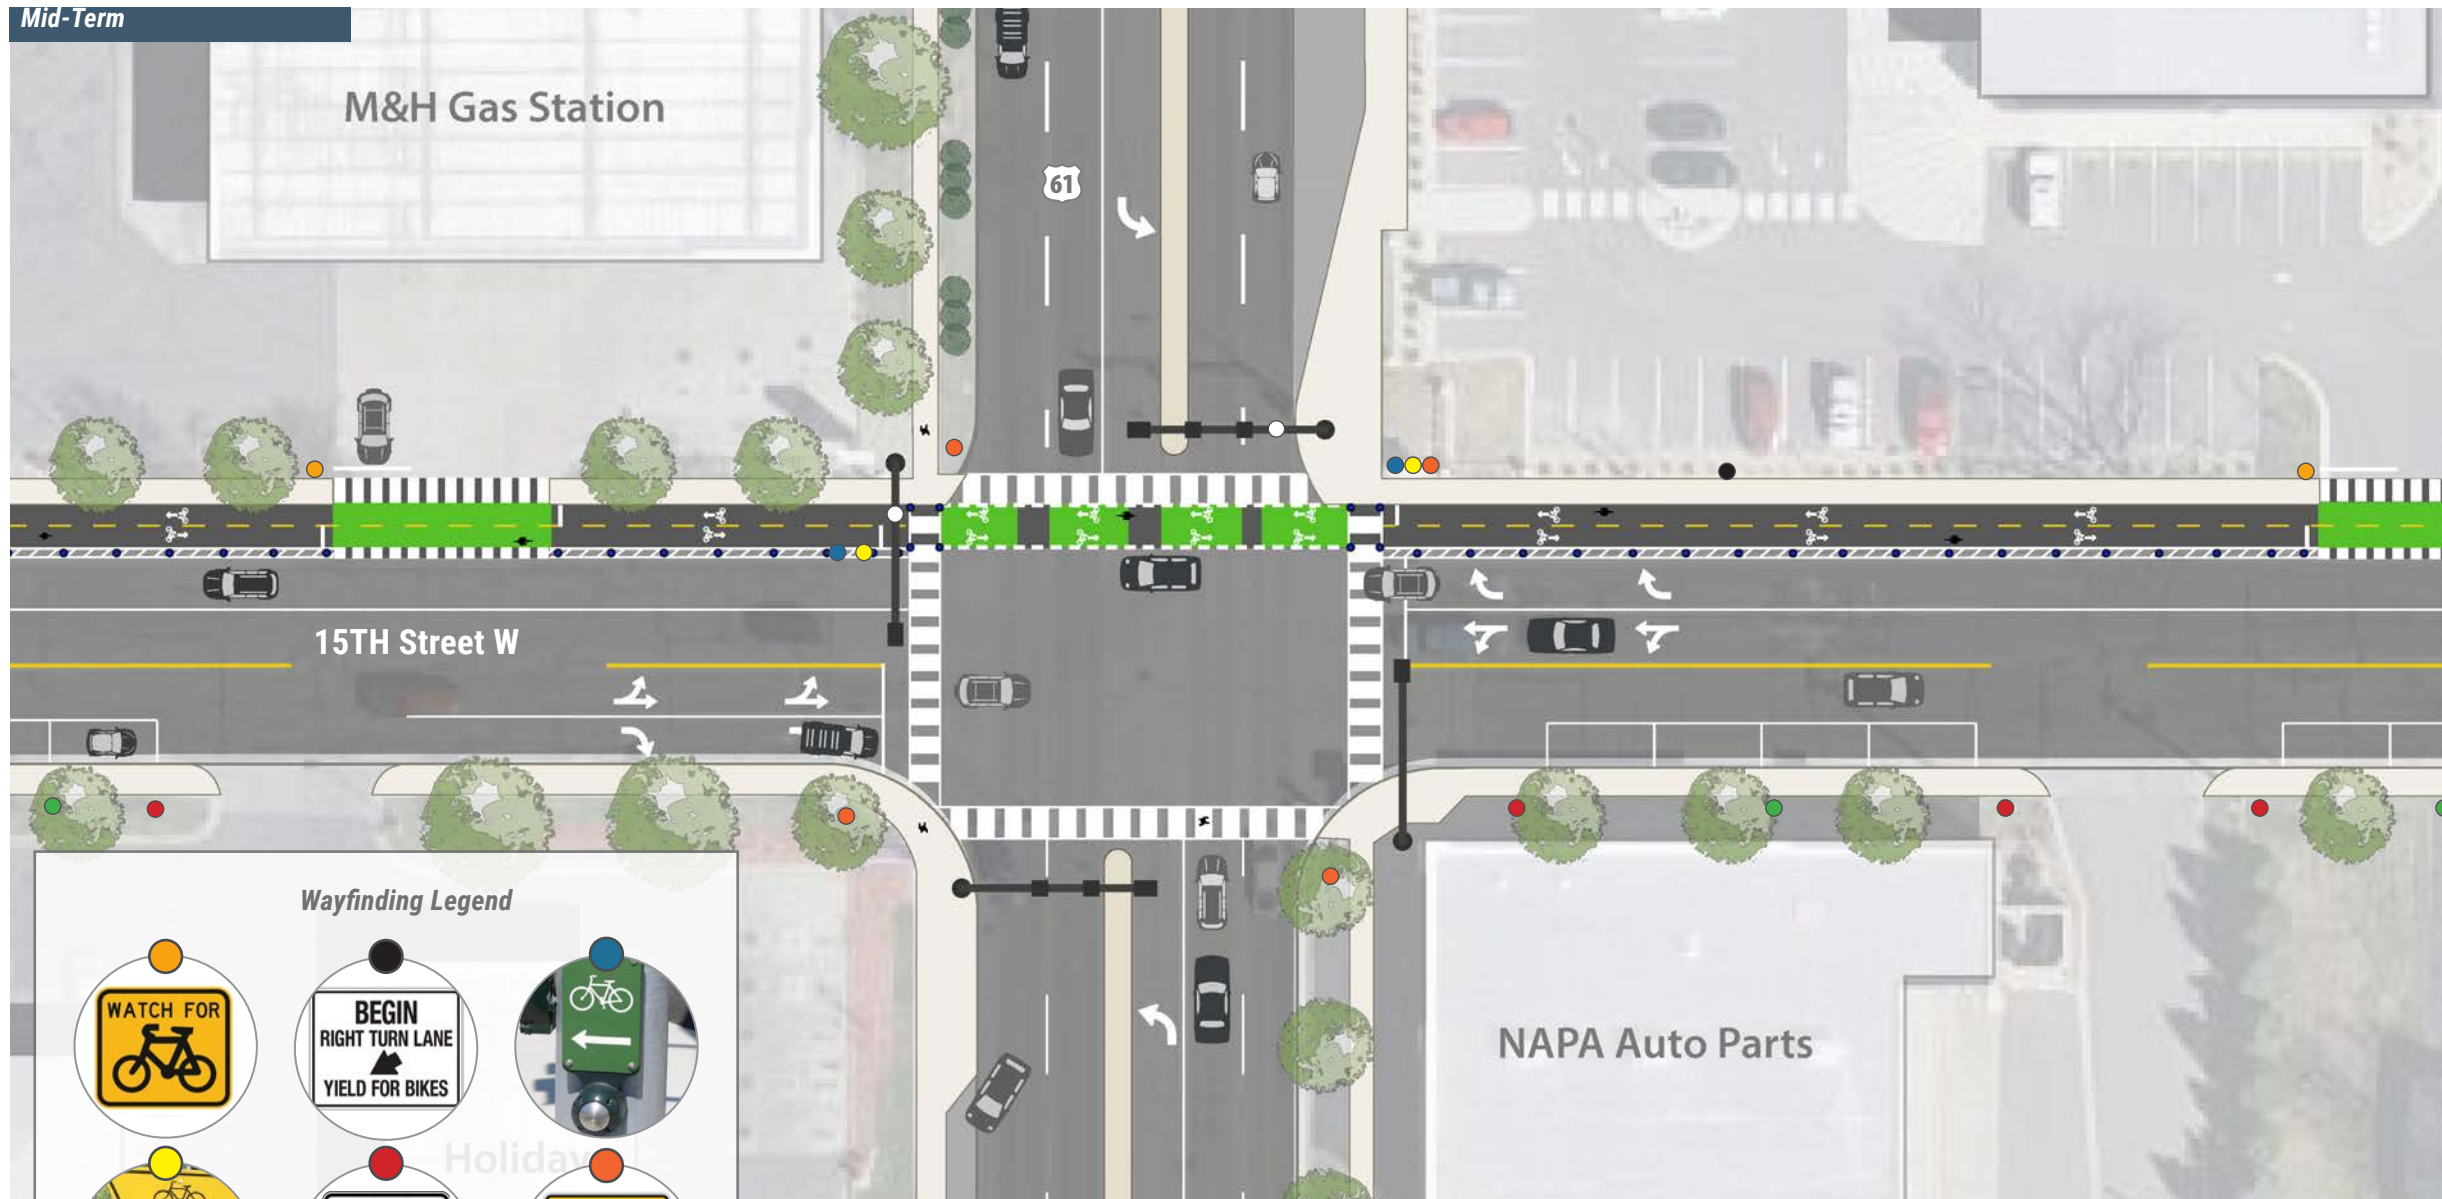 Mid-Term
M&H Gas Station
61
15TH Street W
Wayfinding Legend
WATCH FOR
BEGIN
RIGHT TURN LANE
YIELD FOR BIKES
Holiday
NAPA Auto Parts